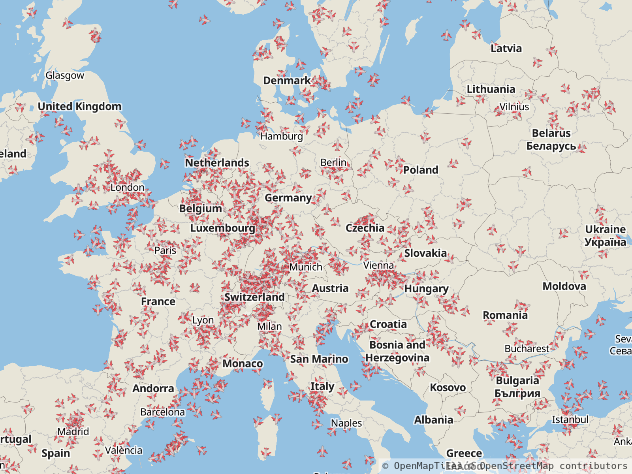 Glasgow
United Kingdom
eland
London
Denmark
Latvia
Lithuania
Vilnius
Belarus
Беларусь
Hamburg
Netherlands
Berlin
Poland
Belgium
Germany
Luxembourg
Czechia
Paris
Slovakia
Ukraine
Україна
Munich
Vienna
France
Switzerland
Austria
Hungary
Moldova
Lyon
Milan
Croatia
Romania
Bosnia and
Herzegovina
Bucharest
Sev
Сева
Monaco
San Marino
Andorra
Italy
Kosovo
Bulgaria
Barcelona
Albania
Istanbul
Naples
Madrid
rtugal
Spain
València
Greece
Anka
© OpenMapTiles © OpenStreetMap contributors